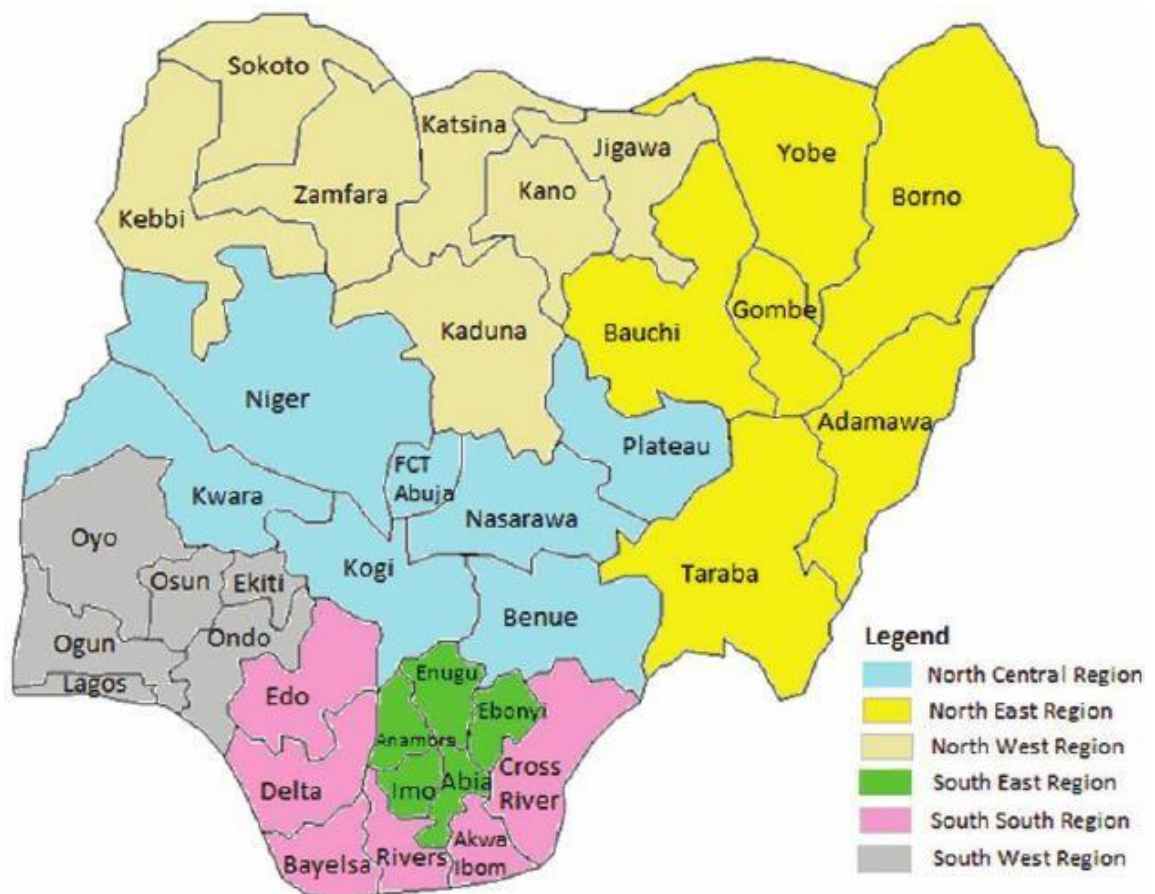 Sokoto
Katsina
Jigawa
Yobe
Zamfara
Kano
Borno
Kebbi
Gombe
Kaduna
Bauchi
Niger
Adamawa
Plateau
FCT
Abuja
Kwara
Nasarawa
Oyo
Kogi
Taraba
Osun
Ekiti
Benue
Ogun
Ondo
Lagos
Enugu
Edo
Ebonyi
Anamors
Cross
River
Delta
Imo
Abia
Akwa
Ibom
Bayelsa
Rivers
Legend
North Central Region
North East Region
North West Region
South East Region
South South Region
South West Region